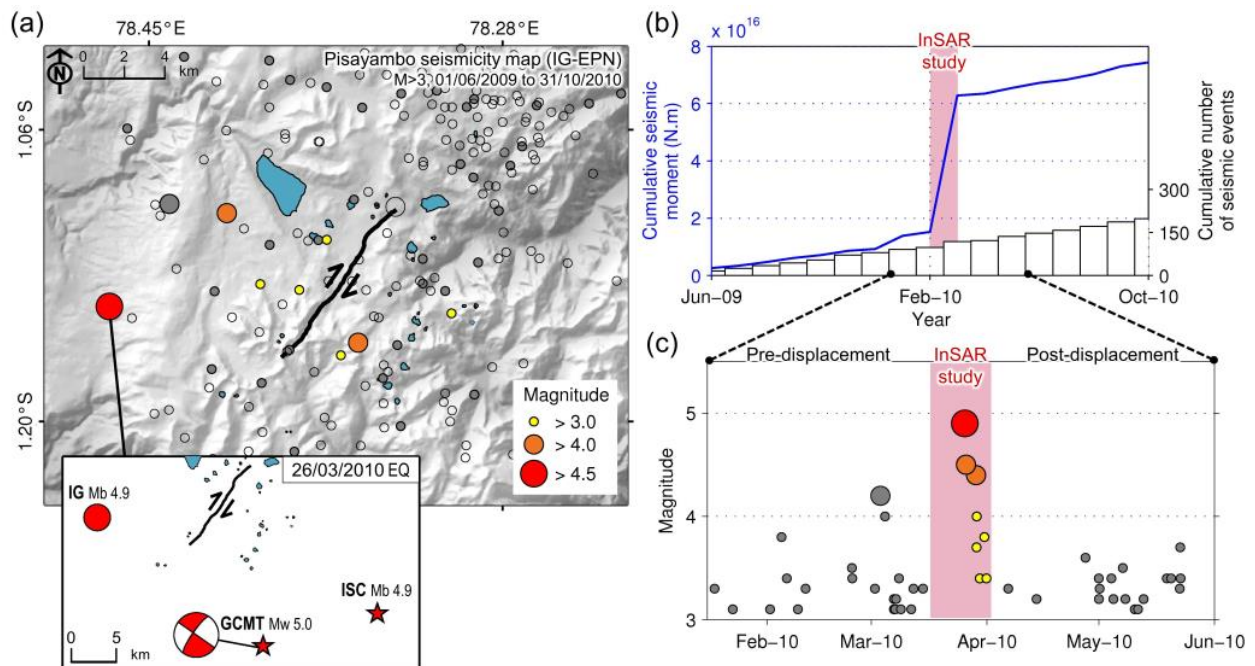 (a)
78.45°E
78.28°E
0 2 4
km
N
Pisayambo seismicity map (IG-EPN)
M>3, 01/06/2009 to 31/10/2010
1.06°S
1.20°S
Magnitude
> 3.0
> 4.0
> 4.5
26/03/2010 EQ
IG Mb 4.9
ISC Mb 4.9
GCMT Mw 5.0
0 5
km
(b)
x 10^16
InSAR
study
Cumulative seismic
moment (N.m)
8
6
4
2
0
300
150
0
Cumulative number
of seismic events
Jun–09
Feb–10
Oct–10
Year
(c)
Pre-displacement
InSAR
study
Post-displacement
Magnitude
5
4
3
Feb–10
Mar–10
Apr–10
May–10
Jun–10